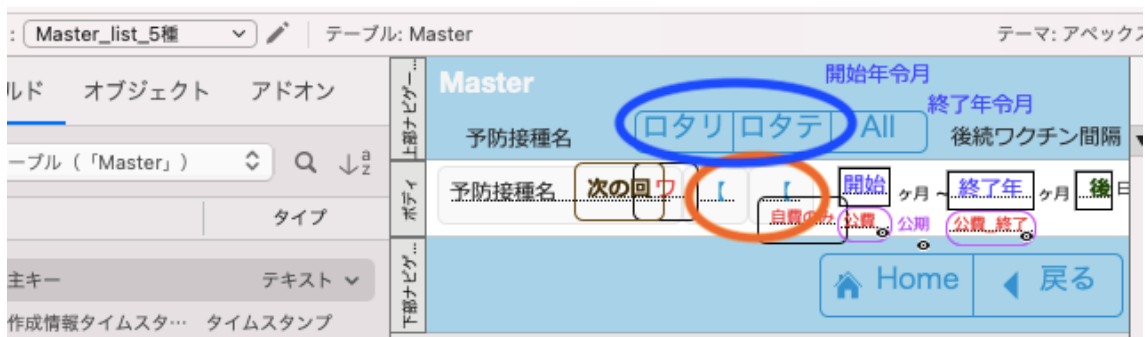 : Master_list_5種 テーブル: Master テーマ: アペックス
ルド オブジェクト アドオン
ーブル (「Master」)
タイプ
主キー テキスト
作成情報タイムスタ… タイムスタンプ
上部ナビゲー…
Master 開始年令月
終了年令月
予防接種名 ロタリ ロタテ All 後続ワクチン間隔
ボディ
予防接種名 次の回 ワ 【 【 開始 ヶ月 ~ 終了年 ヶ月 後 日
自費のみ 公費 公期 公費_終了
下部ナビゲ…
Home 戻る